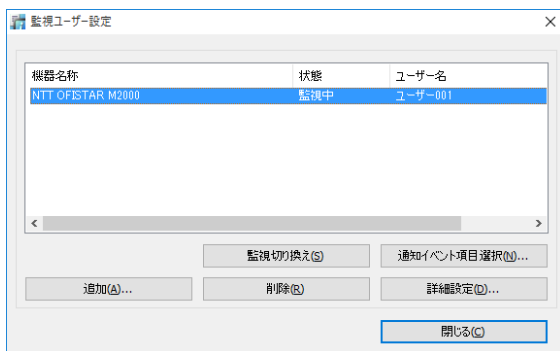 監視ユーザー設定
機器名称 状態 ユーザー名
NTT OFISTAR M2000 監視中 ユーザー001
監視切り換え(S) 通知イベント項目選択(N)...
追加(A)... 削除(R) 詳細設定(D)...
閉じる(C)